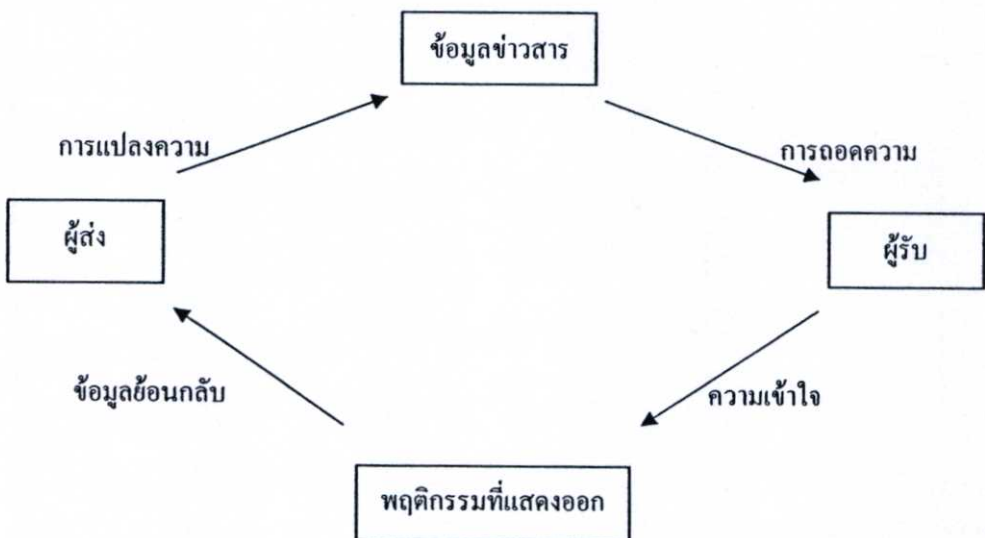 ข้อมูลข่าวสาร
การแปลงความ
การถอดความ
ผู้ส่ง
ผู้รับ
ข้อมูลย้อนกลับ
ความเข้าใจ
พฤติกรรมที่แสดงออก